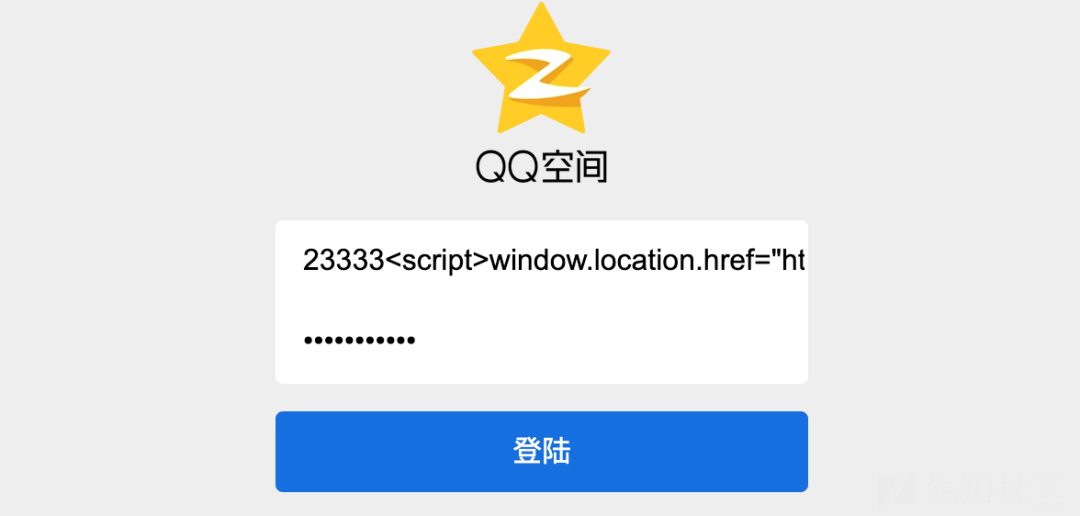 QQ空间
23333<script>window.location.href="ht
•••••••••••
登陆